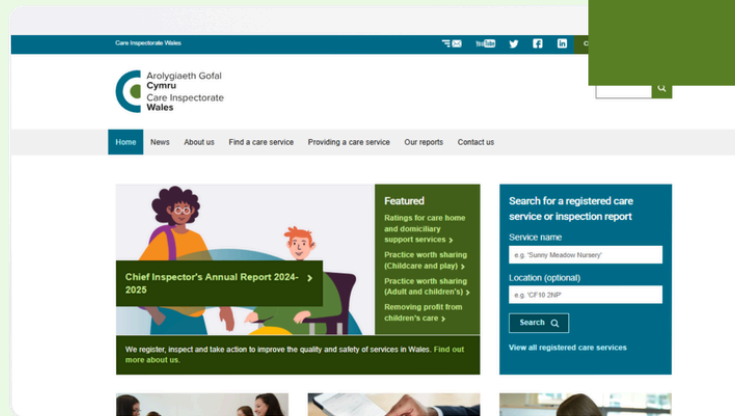 Care Inspectorate Wales
YouTube
Arolygiaeth Gofal
Cymru
Care Inspectorate
Wales
Home
News
About us
Find a care service
Providing a care service
Our reports
Contact us
Chief Inspector's Annual Report 2024-
2025
We register, inspect and take action to improve the quality and safety of services in Wales. Find out
more about us.
Featured
Ratings for care home
and domiciliary
support services
Practice worth sharing
(Childcare and play)
Practice worth sharing
(Adult and children's)
Removing profit from
children's care
Search for a registered care
service or inspection report
Service name
e.g. 'Sunny Meadow Nursery'
Location (optional)
e.g. 'CF10 2NP'
Search
View all registered care services